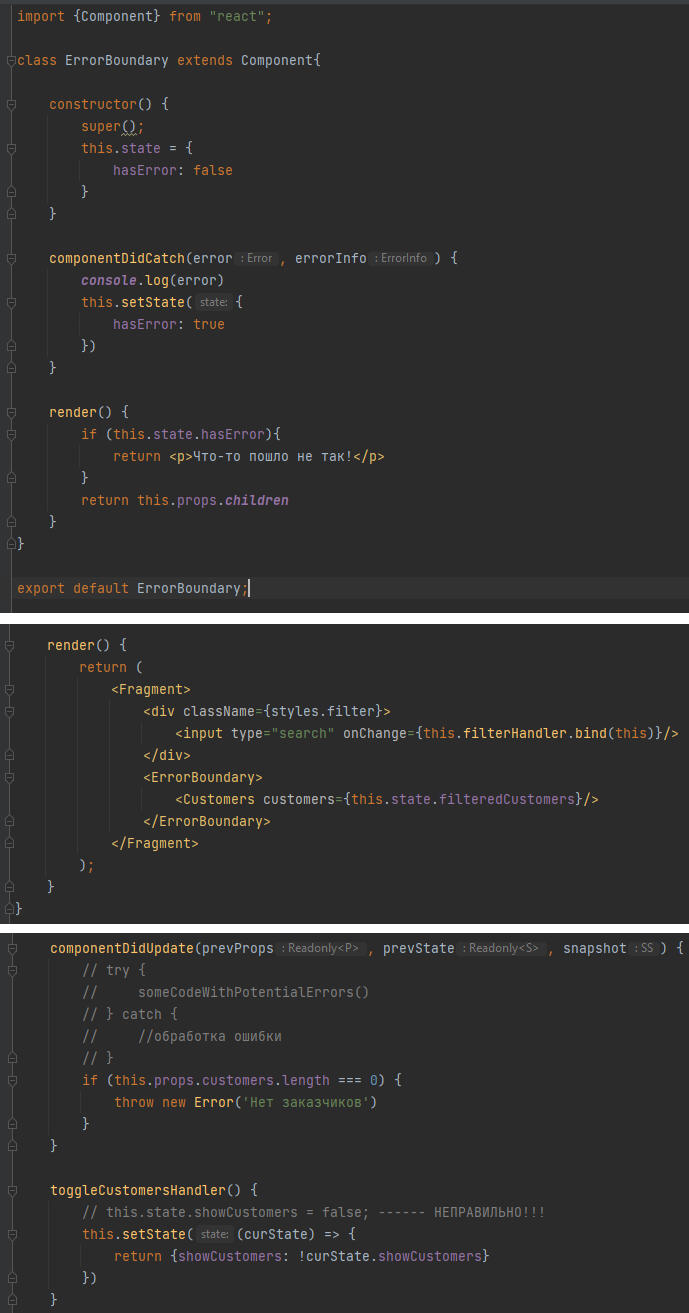 import {Component} from "react";
class ErrorBoundary extends Component{
constructor() {
super();
this.state = {
hasError: false
}
}
componentDidCatch(error : Error , errorInfo : ErrorInfo ) {
console.log(error)
this.setState( state: {
hasError: true
})
}
render() {
if (this.state.hasError){
return <p>Что-то пошло не так!</p>
}
return this.props.children
}
}
export default ErrorBoundary;
render() {
return (
<Fragment>
<div className={styles.filter}>
<input type="search" onChange={this.filterHandler.bind(this)}/>
</div>
<ErrorBoundary>
<Customers customers={this.state.filteredCustomers}/>
</ErrorBoundary>
</Fragment>
);
}
}
componentDidUpdate(prevProps : Readonly<P> , prevState : Readonly<S> , snapshot : SS ) {
// try {
//     someCodeWithPotentialErrors()
// } catch {
//     //обработка ошибки
// }
if (this.props.customers.length === 0) {
throw new Error('Нет заказчиков')
}
}
toggleCustomersHandler() {
// this.state.showCustomers = false; ------ НЕПРАВИЛЬНО!!!
this.setState( state: (curState) => {
return {showCustomers: !curState.showCustomers}
})
}